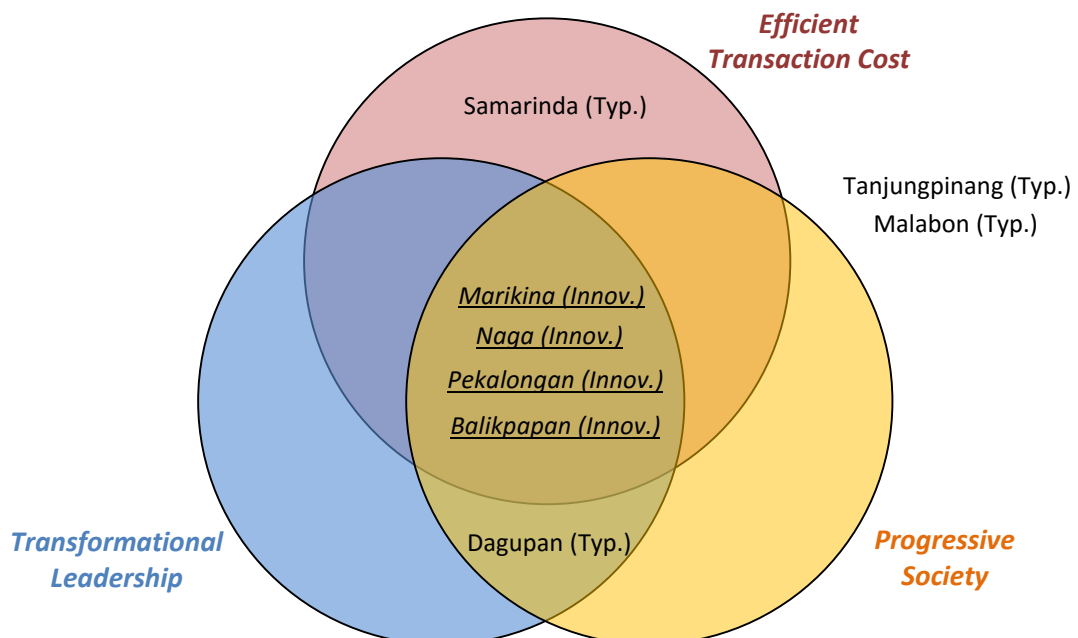 Efficient
Transaction Cost
Samarinda (Typ.)
Tanjungpinang (Typ.)
Malabon (Typ.)
Marikina (Innov.)
Naga (Innov.)
Pekalongan (Innov.)
Balikpapan (Innov.)
Transformational
Leadership
Dagupan (Typ.)
Progressive
Society